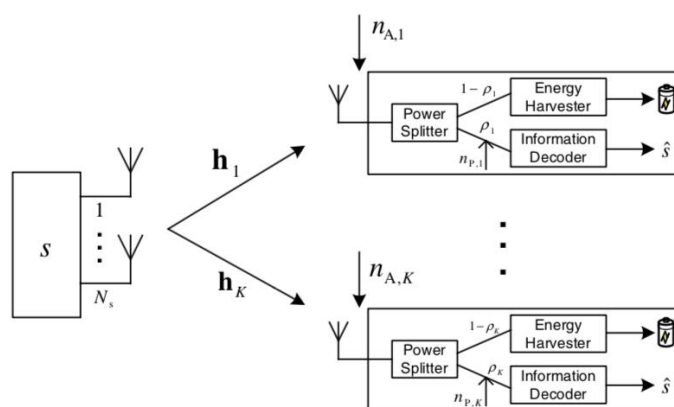 n_{A,1}
1-ρ_1
Energy
Harvester
Power
Splitter
ρ_1
Information
Decoder
ŝ
n_{P,1}
h_1
s
1
N_s
h_K
n_{A,K}
1-ρ_K
Energy
Harvester
Power
Splitter
ρ_K
Information
Decoder
ŝ
n_{P,K}